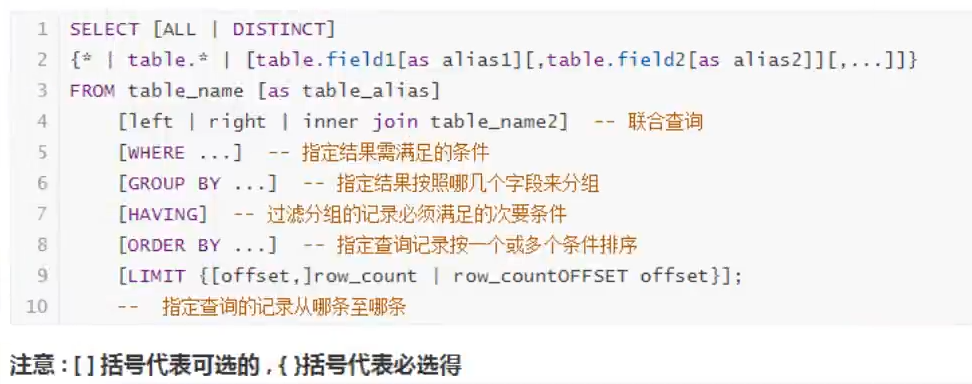 1 SELECT [ALL | DISTINCT]
2 {* | table.* | [table.field1[as alias1][,table.field2[as alias2]][,...]]}
3 FROM table_name [as table_alias]
4 [left | right | inner join table_name2] -- 联合查询
5 [WHERE ...] -- 指定结果需满足的条件
6 [GROUP BY ...] -- 指定结果按照哪几个字段来分组
7 [HAVING] -- 过滤分组的记录必须满足的次要条件
8 [ORDER BY ...] -- 指定查询记录按一个或多个条件排序
9 [LIMIT {[offset,]row_count | row_countOFFSET offset}];
10 -- 指定查询的记录从哪条至哪条
注意 : [ ] 括号代表可选的 , { }括号代表必选得